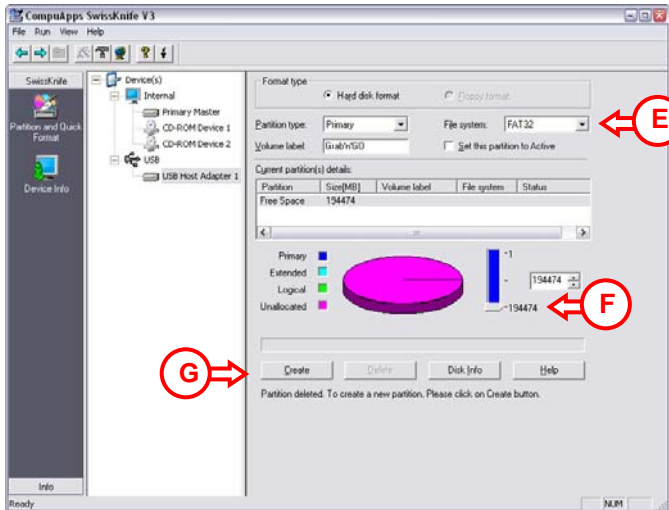 CompuApps SwissKnife V3
File Run View Help
SwissKnife
Partition and Quick
Format
Device Info
Info
Device(s)
Internal
Primary Master
CD-ROM Device 1
CD-ROM Device 2
USB
USB Host Adapter 1
Format type
Hard disk format Floppy format
Partition type: Primary File system: FAT32
E
Volume label: Grab'n'GO Set this partition to Active
Current partition(s) details:
Partition Size[MB] Volume label File system Status
Free Space 194474
Primary
Extended
Logical
Unallocated
1
194474
194474
F
G
Create Delete Disk Info Help
Partition deleted. To create a new partition, Please click on Create button.
Ready NUM